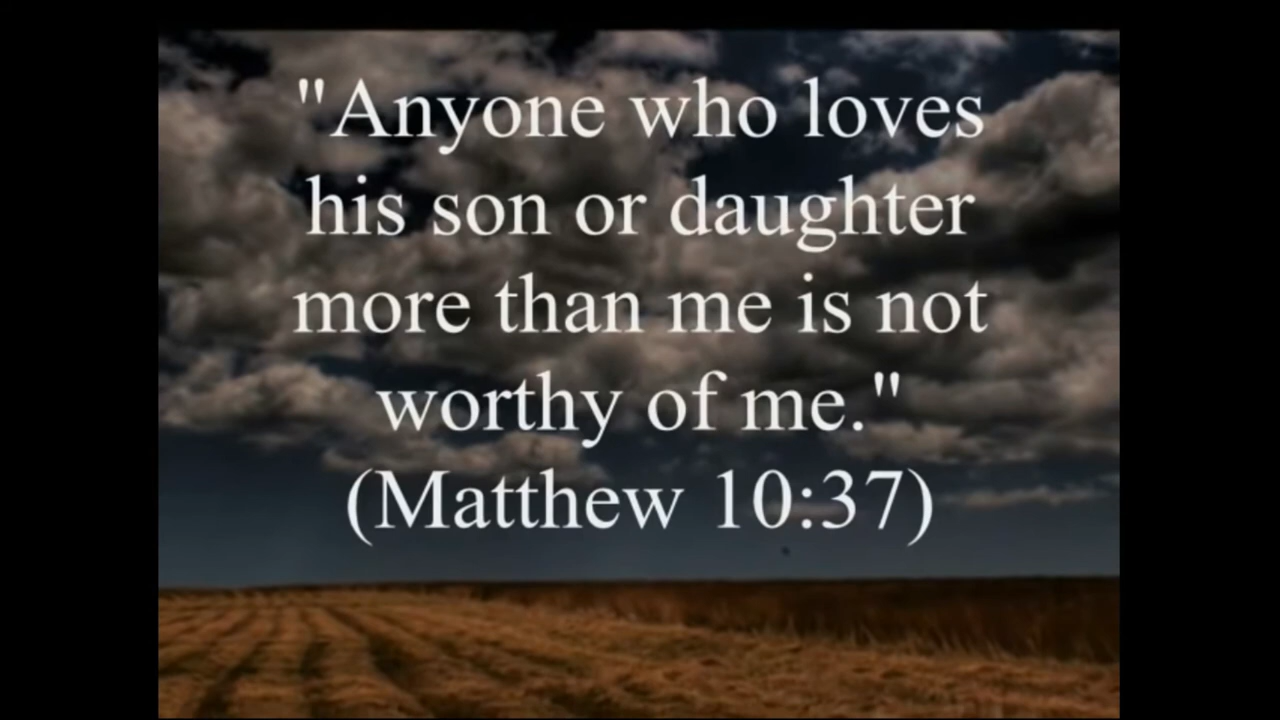 "Anyone who loves
his son or daughter
more than me is not
worthy of me."
(Matthew 10:37)